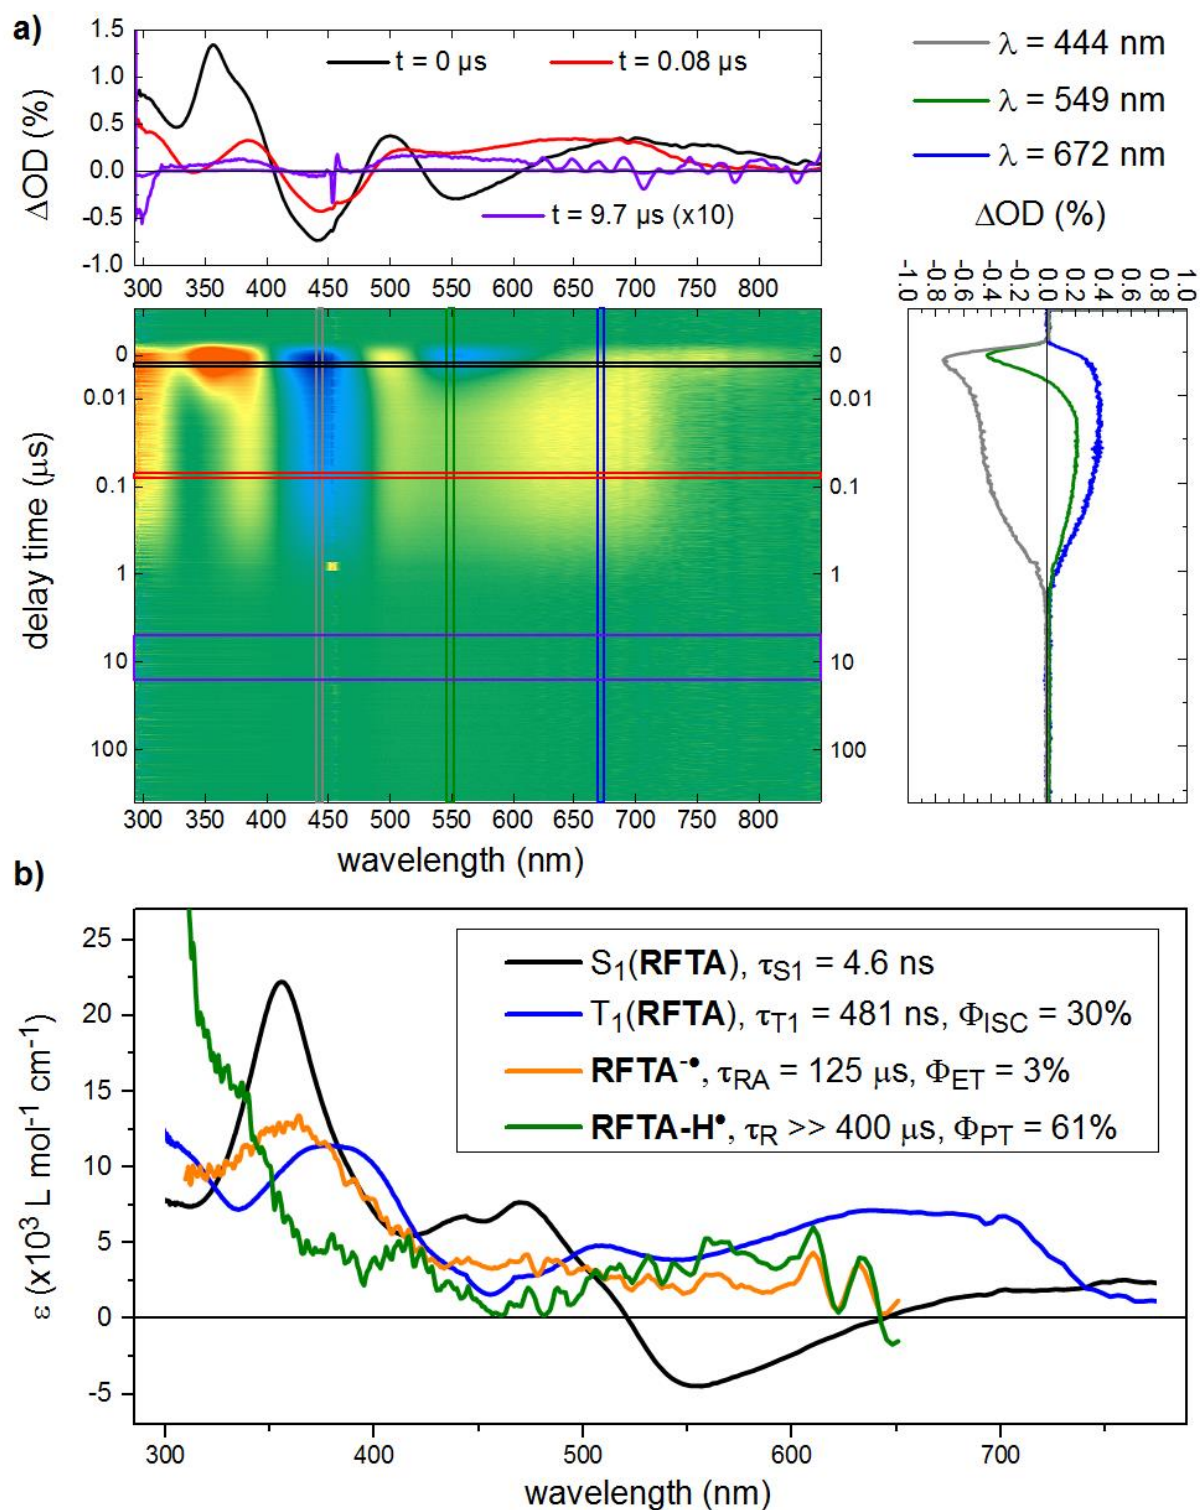 a)
1.5
1.0
0.5
0.0
-0.5
-1.0
ΔOD (%)
t = 0 µs
t = 0.08 µs
t = 9.7 µs (x10)
300 350 400 450 500 550 600 650 700 750 800
λ = 444 nm
λ = 549 nm
λ = 672 nm
ΔOD (%)
-1.0 -0.8 -0.6 -0.4 -0.2 0.0 0.2 0.4 0.6 0.8 1.0
delay time (µs)
0 0
0.01 0.01
0.1 0.1
1 1
10 10
100 100
300 350 400 450 500 550 600 650 700 750 800
wavelength (nm)
b)
S₁(RFTA), τS1 = 4.6 ns
T₁(RFTA), τT1 = 481 ns, ΦISC = 30%
RFTA⁻•, τRA = 125 µs, ΦET = 3%
RFTA-H•, τR >> 400 µs, ΦPT = 61%
ε (x10³ L mol⁻¹ cm⁻¹)
25
20
15
10
5
0
-5
300 400 500 600 700
wavelength (nm)